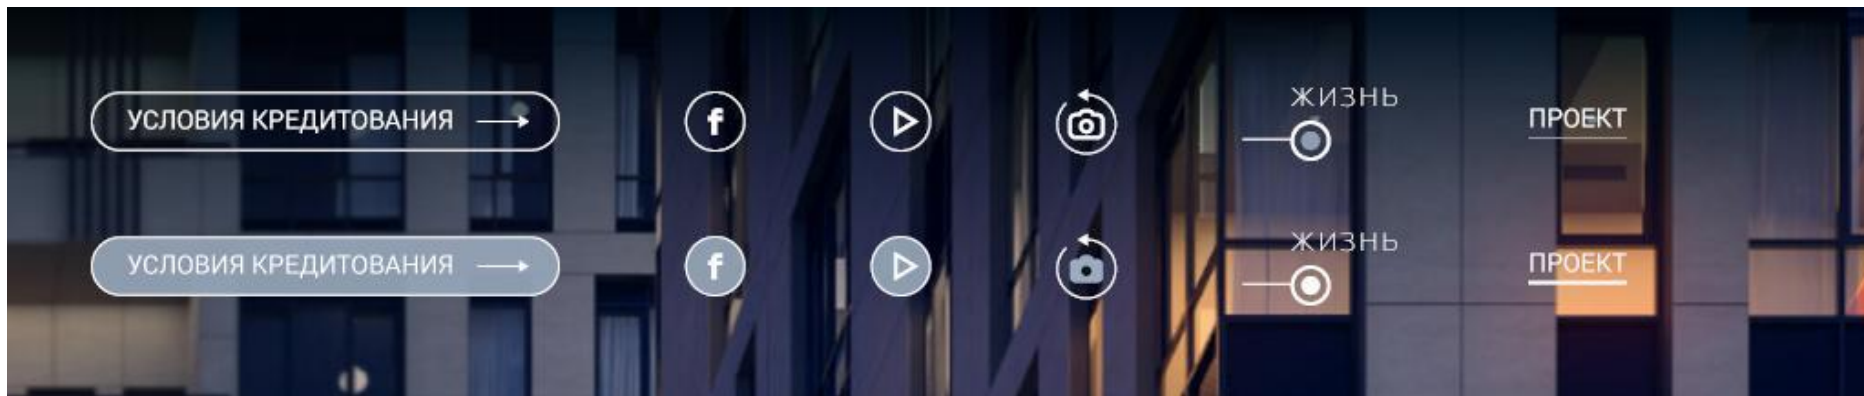 УСЛОВИЯ КРЕДИТОВАНИЯ
f
ЖИЗНЬ
ПРОЕКТ
УСЛОВИЯ КРЕДИТОВАНИЯ
f
ЖИЗНЬ
ПРОЕКТ